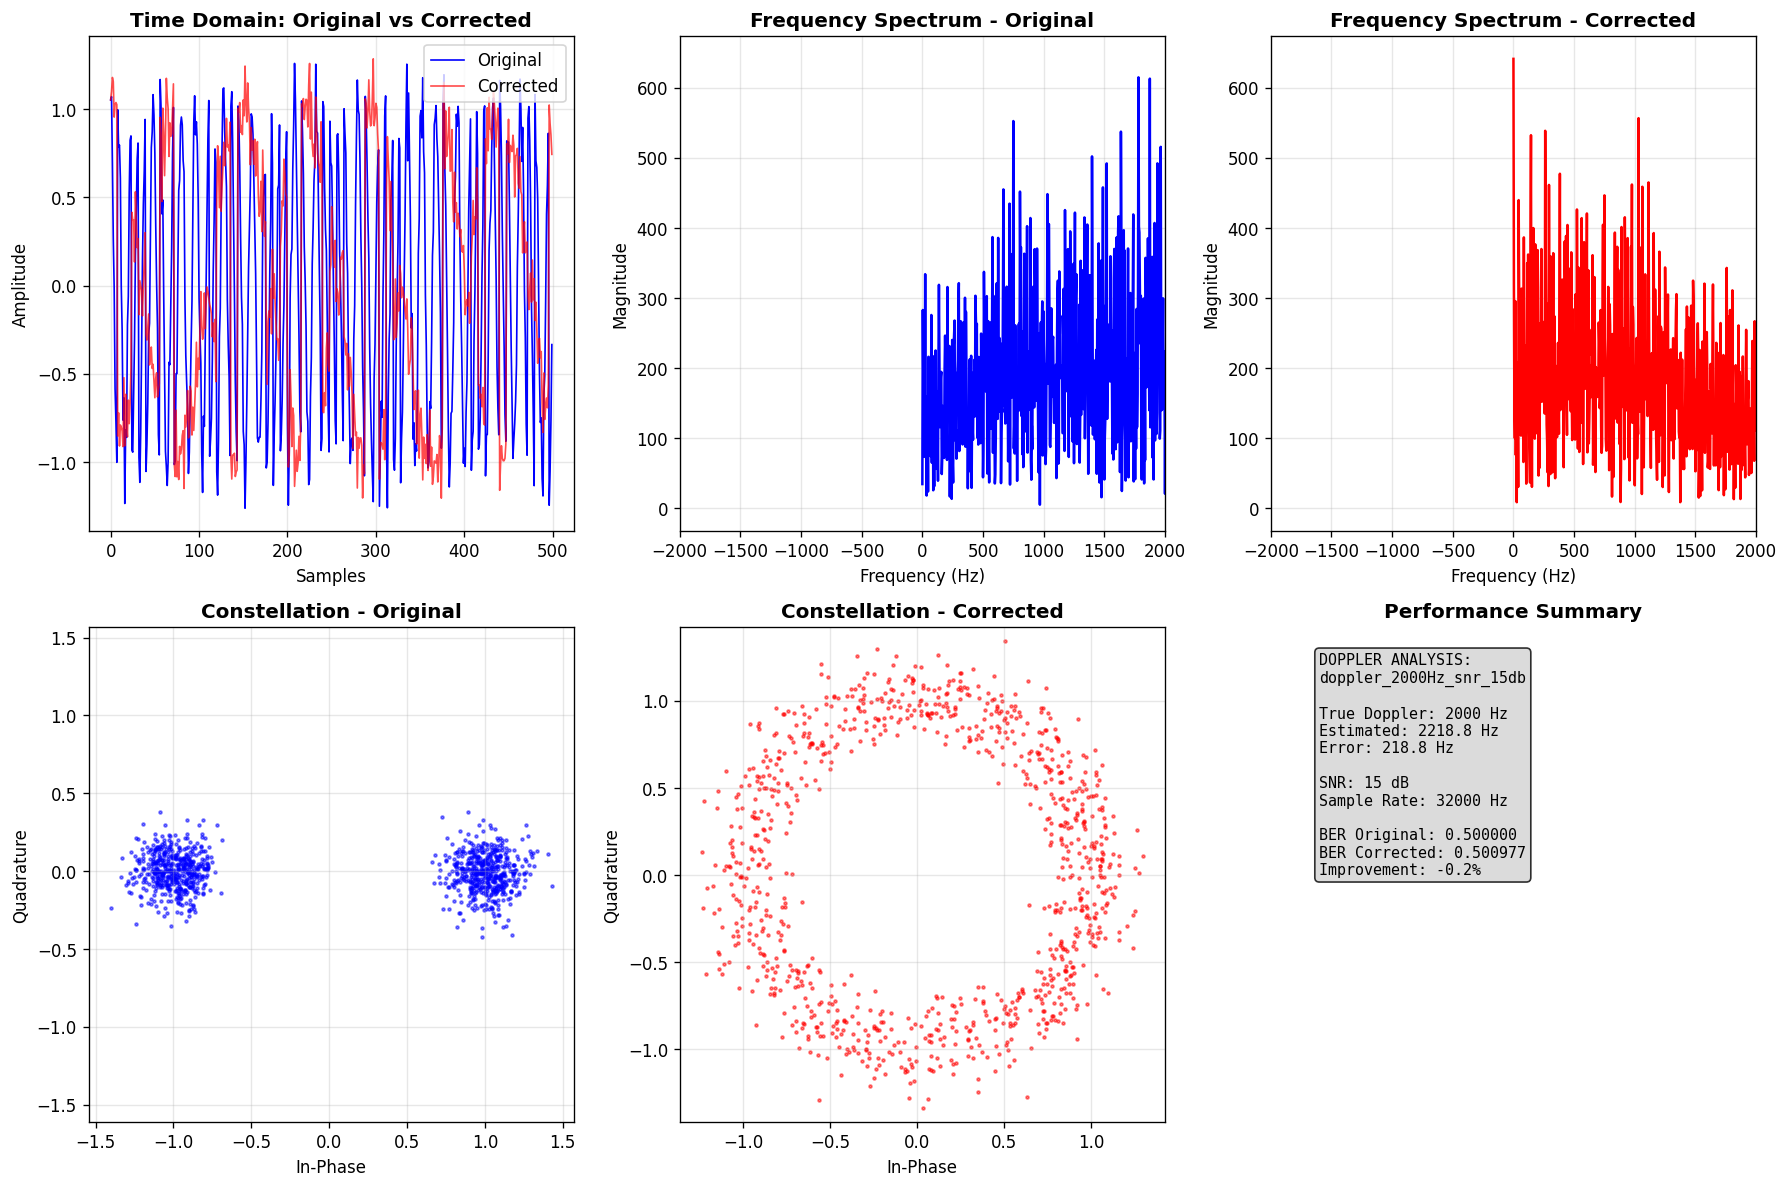 Time Domain: Original vs Corrected
Original
Corrected
1.0
0.5
0.0
−0.5
−1.0
Amplitude
0 100 200 300 400 500
Samples
Frequency Spectrum - Original
600
500
400
300
200
100
0
Magnitude
−2000 −1500 −1000 −500 0 500 1000 1500 2000
Frequency (Hz)
Frequency Spectrum - Corrected
600
500
400
300
200
100
0
Magnitude
−2000 −1500 −1000 −500 0 500 1000 1500 2000
Frequency (Hz)
Constellation - Original
1.5
1.0
0.5
0.0
−0.5
−1.0
−1.5
Quadrature
−1.5 −1.0 −0.5 0.0 0.5 1.0 1.5
In-Phase
Constellation - Corrected
1.0
0.5
0.0
−0.5
−1.0
Quadrature
−1.0 −0.5 0.0 0.5 1.0
In-Phase
Performance Summary
DOPPLER ANALYSIS:
doppler_2000Hz_snr_15db
True Doppler: 2000 Hz
Estimated: 2218.8 Hz
Error: 218.8 Hz
SNR: 15 dB
Sample Rate: 32000 Hz
BER Original: 0.500000
BER Corrected: 0.500977
Improvement: -0.2%